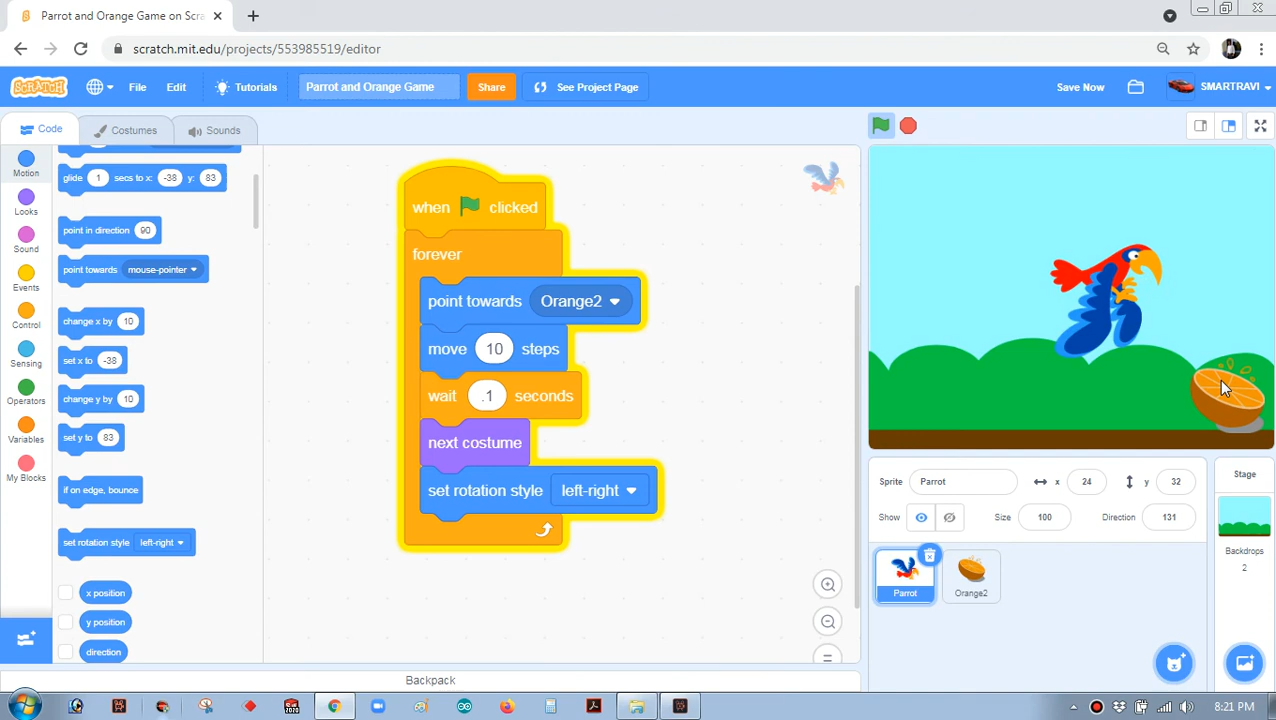 Parrot and Orange Game on Scra
scratch.mit.edu/projects/553985519/editor
SCRATCH
File
Edit
Tutorials
Parrot and Orange Game
Share
See Project Page
Save Now
SMARTRAVI
Code
Costumes
Sounds
Motion
Looks
Sound
Events
Control
Sensing
Operators
Variables
My Blocks
glide 1 secs to x: -38 y: 83
point in direction 90
point towards mouse-pointer
change x by 10
set x to -38
change y by 10
set y to 83
if on edge, bounce
set rotation style left-right
x position
y position
direction
when clicked
forever
point towards Orange2
move 10 steps
wait .1 seconds
next costume
set rotation style left-right
Sprite Parrot x 24 y 32
Show Size 100 Direction 131
Parrot
Orange2
Stage
Backdrops
2
Backpack
2020
8:21 PM